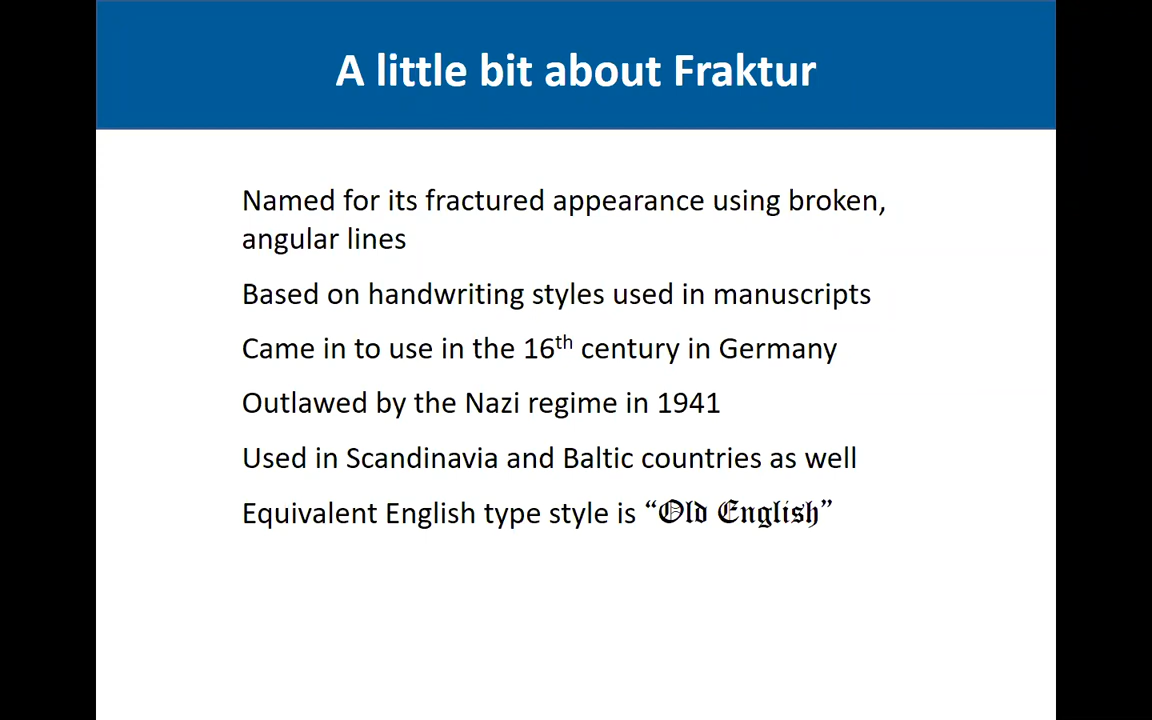 A little bit about Fraktur
Named for its fractured appearance using broken,
angular lines
Based on handwriting styles used in manuscripts
Came in to use in the 16th century in Germany
Outlawed by the Nazi regime in 1941
Used in Scandinavia and Baltic countries as well
Equivalent English type style is “Old English”